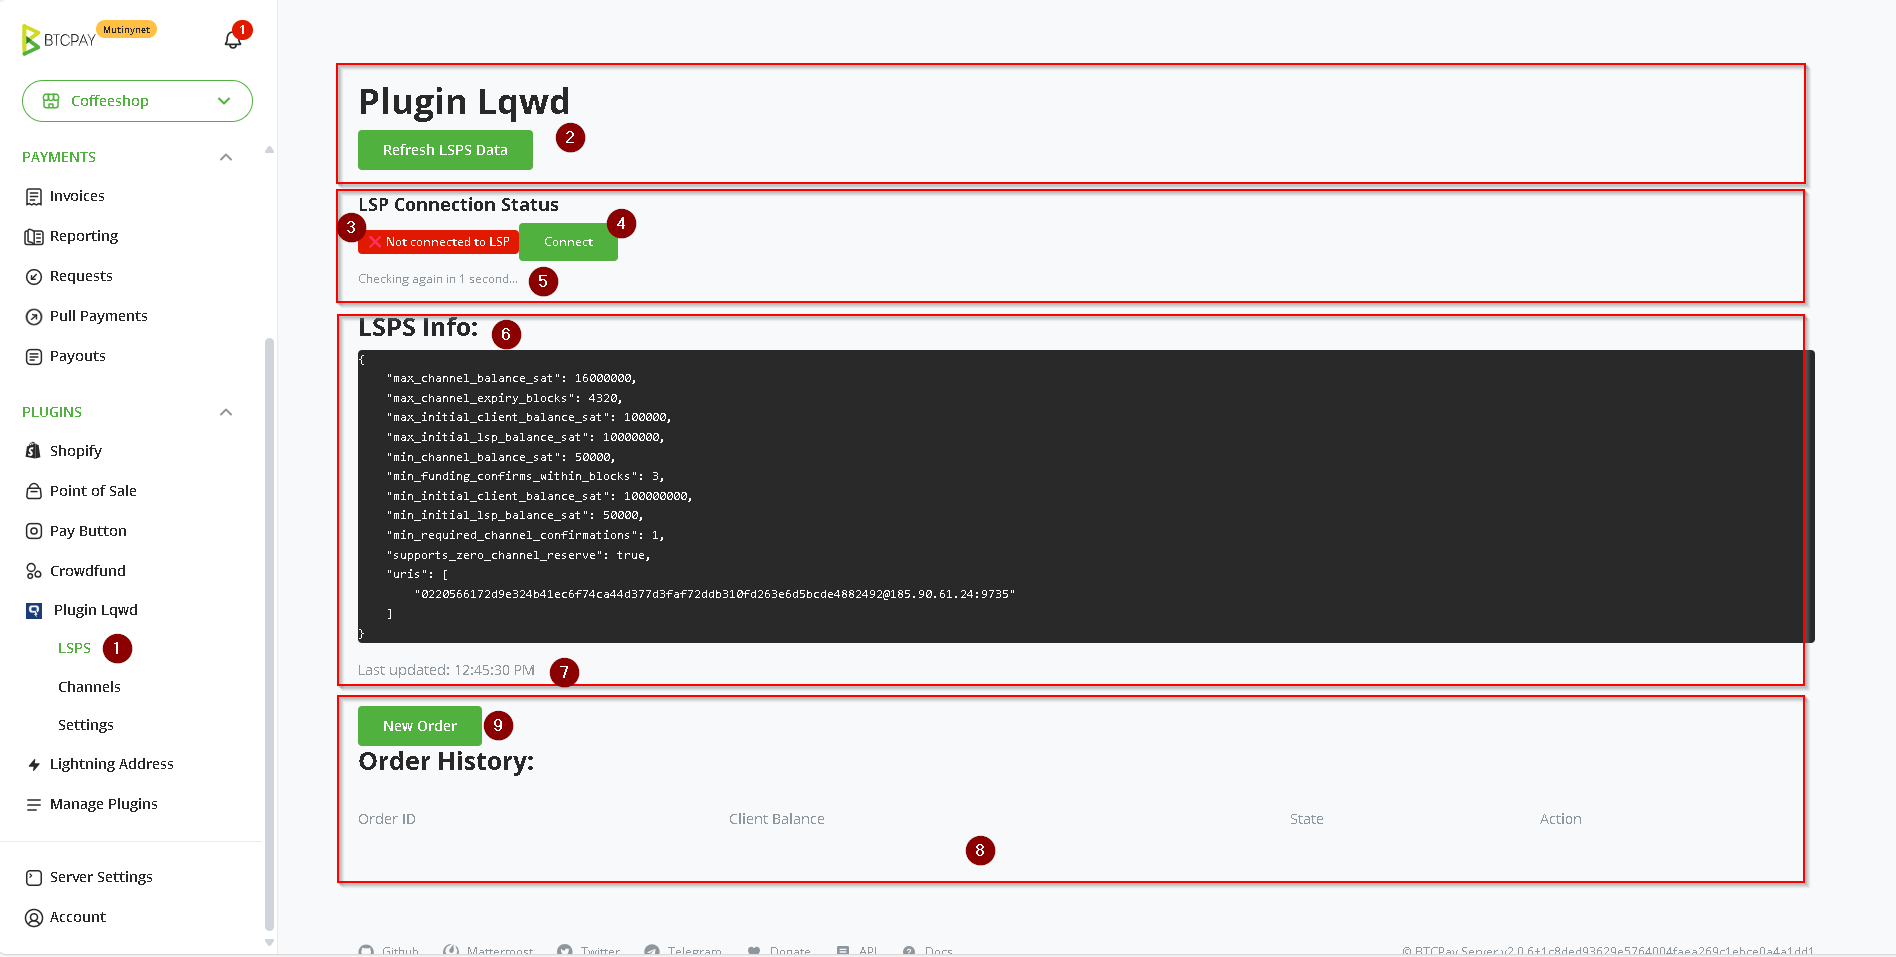 BTCPAY
Mutinynet
1
Coffeeshop
PAYMENTS
Invoices
Reporting
Requests
Pull Payments
Payouts
PLUGINS
Shopify
Point of Sale
Pay Button
Crowdfund
Plugin Lqwd
LSPS 1
Channels
Settings
Lightning Address
Manage Plugins
Server Settings
Account
Plugin Lqwd
Refresh LSPS Data 2
LSP Connection Status
3 ❌ Not connected to LSP Connect 4
Checking again in 1 second... 5
LSPS Info: 6
{
"max_channel_balance_sat": 16000000,
"max_channel_expiry_blocks": 4320,
"max_initial_client_balance_sat": 100000,
"max_initial_lsp_balance_sat": 10000000,
"min_channel_balance_sat": 50000,
"min_funding_confirms_within_blocks": 3,
"min_initial_client_balance_sat": 100000000,
"min_initial_lsp_balance_sat": 50000,
"min_required_channel_confirmations": 1,
"supports_zero_channel_reserve": true,
"uris": [
"0220566172d9e324b41ec6f74ca44d377d3faf72ddb310fd263e6d5bcde4882492@185.90.61.24:9735"
]
}
Last updated: 12:45:30 PM 7
New Order 9
Order History:
Order ID Client Balance State Action
8
Github Mattermost Twitter Telegram Donate API Docs
© BTCPay Server v2.0.6+1c8ded93629e5764004faea269c1ebce0a4a1dd1